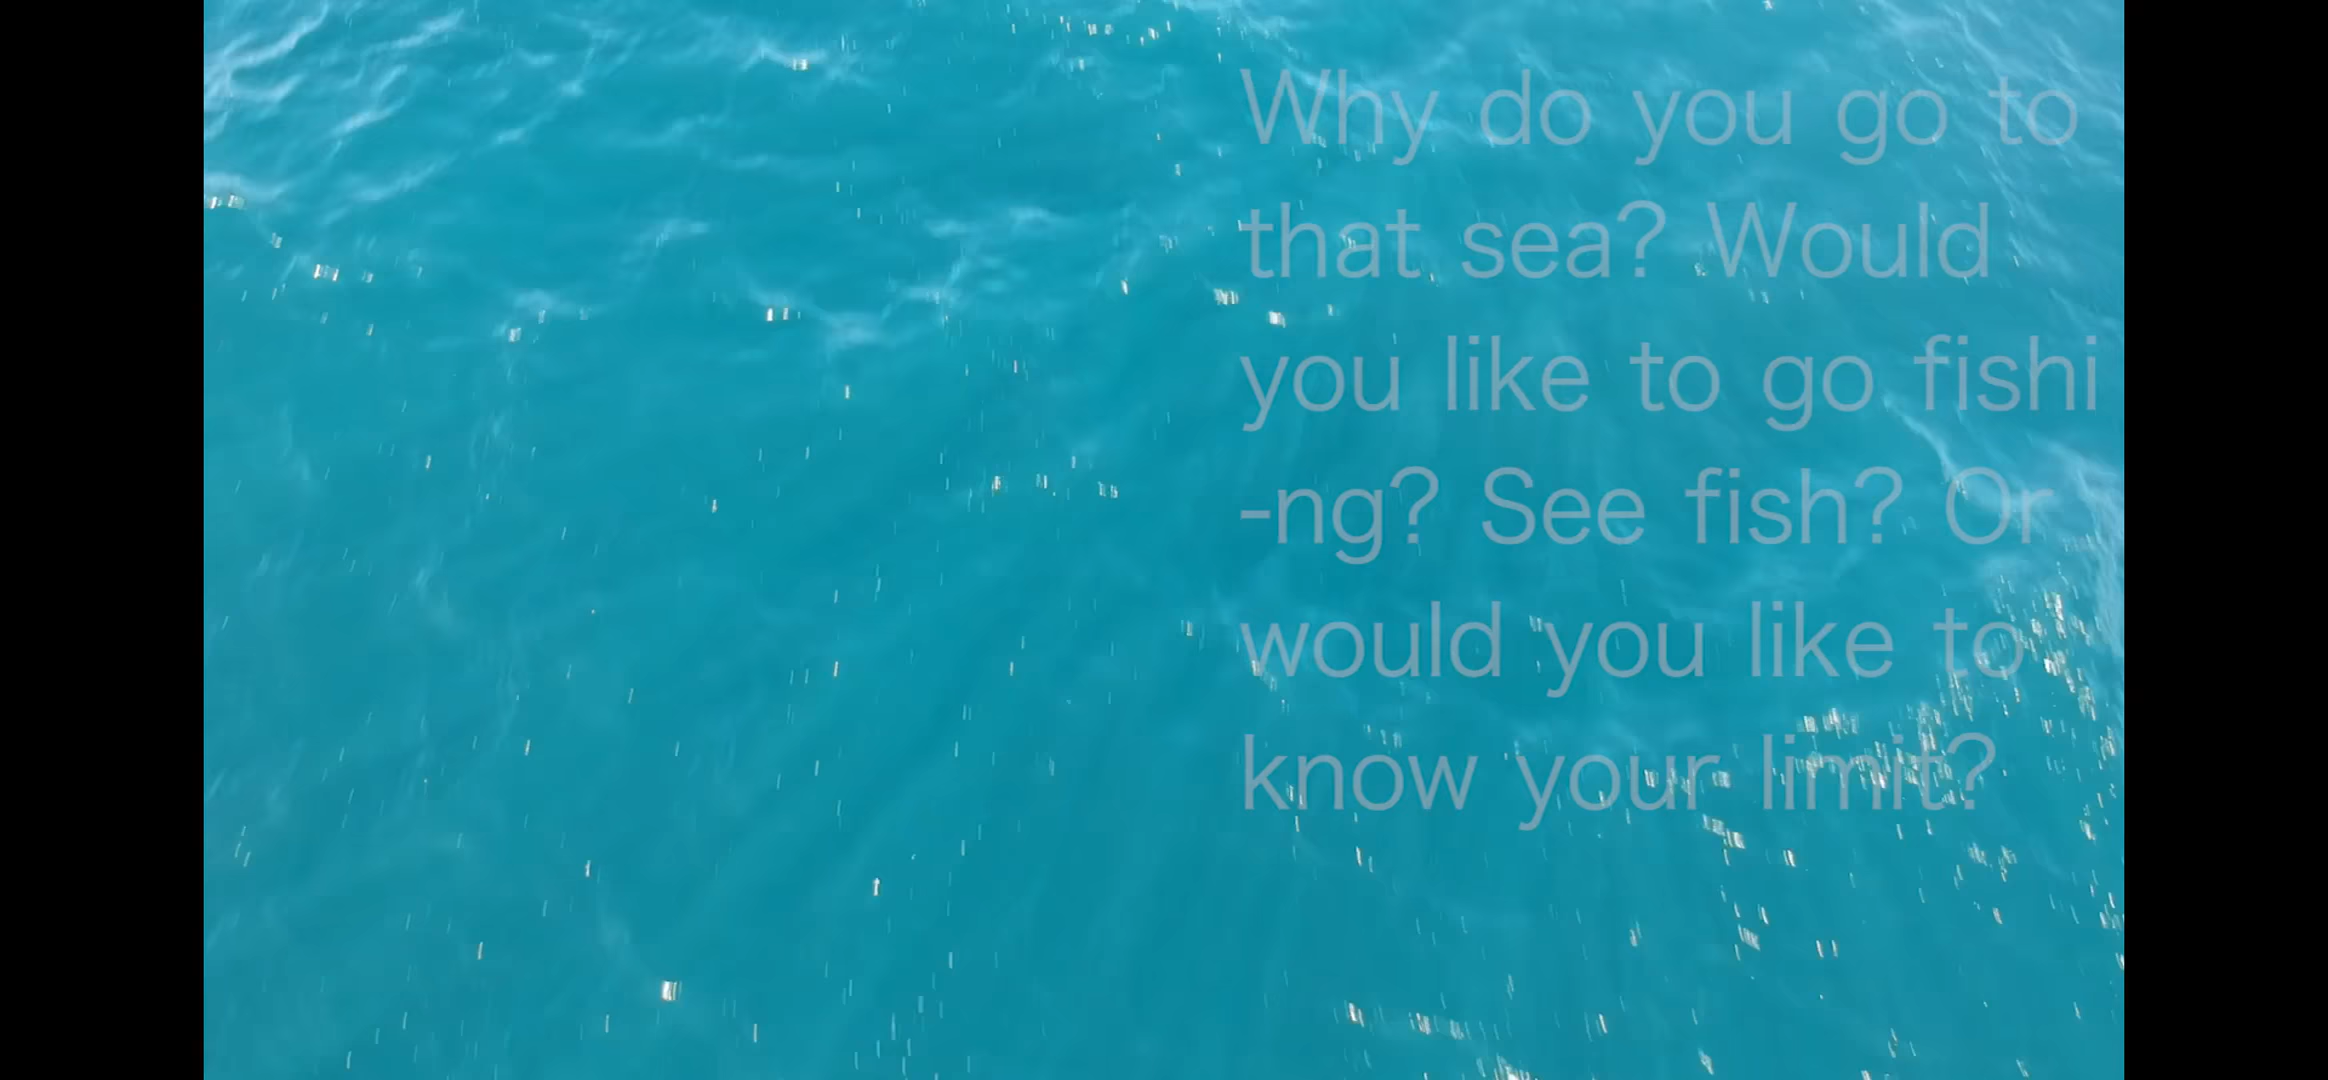 Why do you go to
that sea? Would
you like to go fishi
-ng? See fish? Or
would you like to
know your limit?